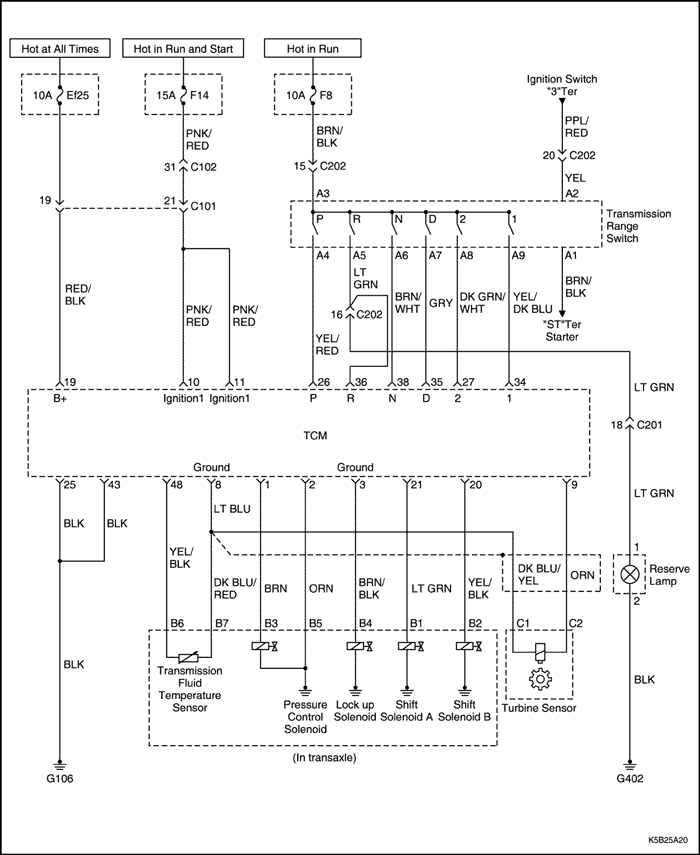 Hot at All Times
Hot in Run and Start
Hot in Run
10A
Ef25
15A
F14
10A
F8
Ignition Switch
"3"Ter
PNK/
RED
BRN/
BLK
PPL/
RED
31
C102
15
C202
20
C202
YEL
19
21
C101
A3
A2
P
R
N
D
2
1
Transmission
Range
Switch
A4
A5
A6
A7
A8
A9
A1
RED/
BLK
PNK/
RED
PNK/
RED
LT
GRN
BRN/
WHT
GRY
DK GRN/
WHT
YEL/
DK BLU
BRN/
BLK
16
C202
"ST"Ter
Starter
YEL/
RED
LT GRN
19
10
11
26
36
38
35
27
34
B+
Ignition1
Ignition1
P
R
N
D
2
1
18
C201
TCM
Ground
Ground
25
43
48
8
1
2
3
21
20
9
LT GRN
BLK
BLK
LT BLU
YEL/
BLK
DK BLU/
RED
BRN
ORN
BRN/
BLK
LT GRN
YEL/
BLK
DK BLU/
YEL
ORN
1
Reserve
Lamp
2
B6
B7
B3
B5
B4
B1
B2
C1
C2
BLK
BLK
Transmission
Fluid
Temperature
Sensor
Pressure
Control
Solenoid
Lock up
Solenoid
Shift
Solenoid A
Shift
Solenoid B
Turbine Sensor
(In transaxle)
G106
G402
K5B25A20